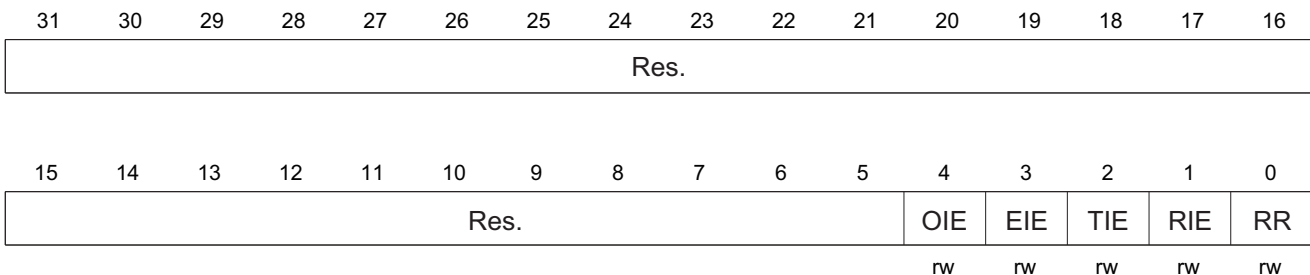 31 30 29 28 27 26 25 24 23 22 21 20 19 18 17 16
Res.
15 14 13 12 11 10 9 8 7 6 5 4 3 2 1 0
Res. OIE EIE TIE RIE RR
rw rw rw rw rw